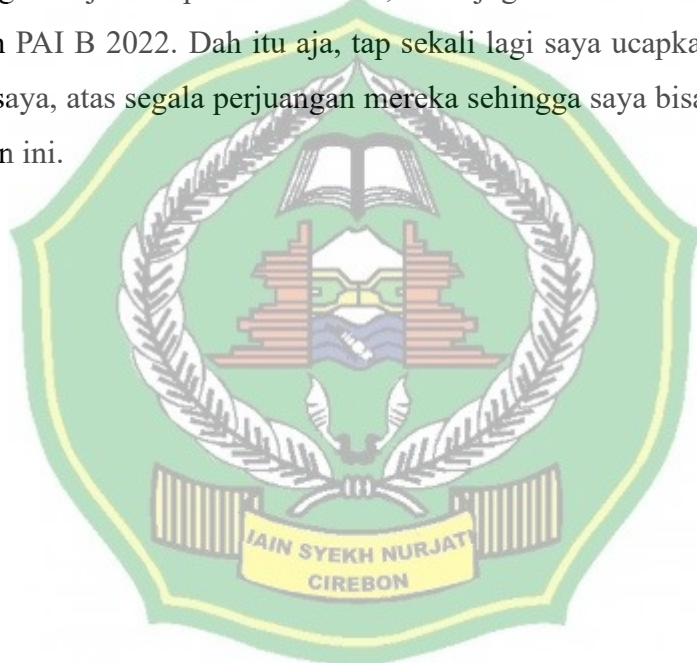 PAI B 2022. Dah itu aja, tap sekali lagi saya ucapka
saya, atas segala perjuangan mereka sehingga saya bisa
n ini.
IAIN SYEKH NURJATI
CIREBON